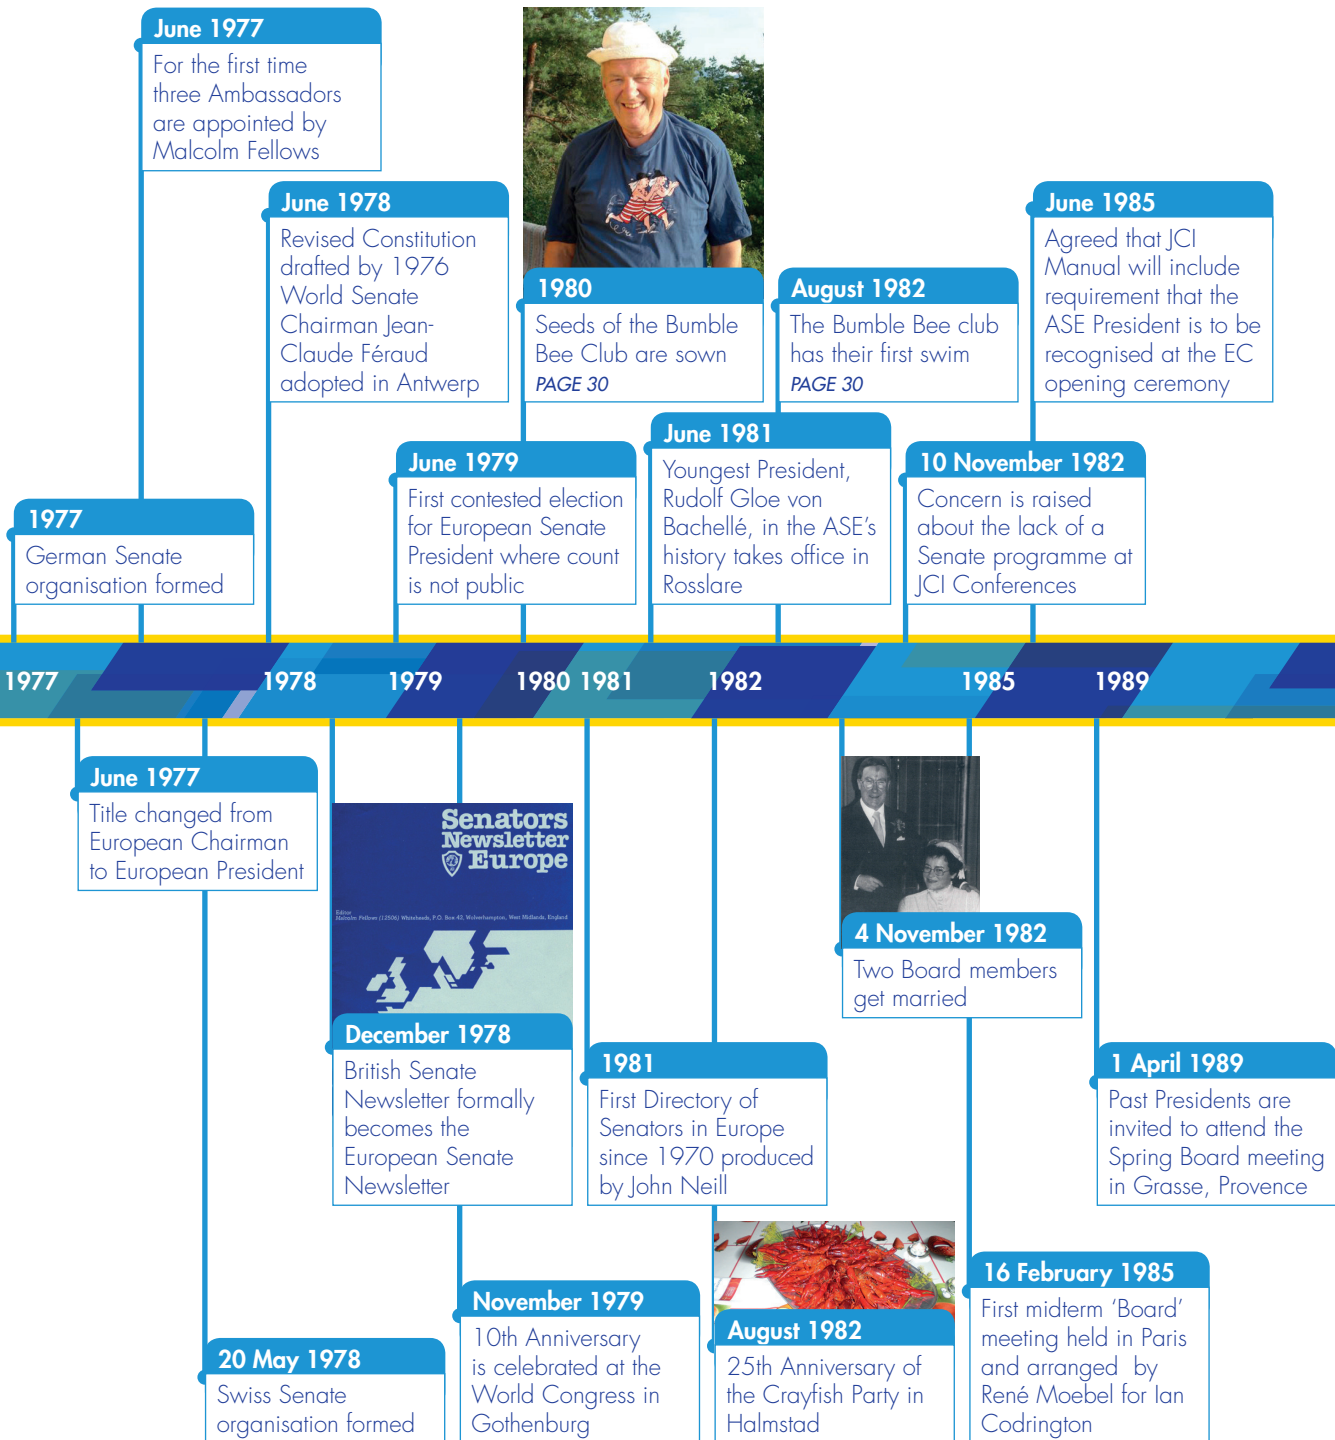 June 1977
For the first time
three Ambassadors
are appointed by
Malcolm Fellows
June 1978
Revised Constitution
drafted by 1976
World Senate
Chairman Jean-
Claude Féraud
adopted in Antwerp
1980
Seeds of the Bumble
Bee Club are sown
PAGE 30
August 1982
The Bumble Bee club
has their first swim
PAGE 30
June 1985
Agreed that JCI
Manual will include
requirement that the
ASE President is to be
recognised at the EC
opening ceremony
1977
German Senate
organisation formed
June 1979
First contested election
for European Senate
President where count
is not public
June 1981
Youngest President,
Rudolf Gloe von
Bachellé, in the ASE’s
history takes office in
Rosslare
10 November 1982
Concern is raised
about the lack of a
Senate programme at
JCI Conferences
1977 1978 1979 1980 1981 1982 1985 1989
June 1977
Title changed from
European Chairman
to European President
Senators
Newsletter
Europe
Editor
Malcolm Fellows (12506) Whiteheads, P.O. Box 42, Wolverhampton, West Midlands, England
December 1978
British Senate
Newsletter formally
becomes the
European Senate
Newsletter
4 November 1982
Two Board members
get married
1981
First Directory of
Senators in Europe
since 1970 produced
by John Neill
1 April 1989
Past Presidents are
invited to attend the
Spring Board meeting
in Grasse, Provence
20 May 1978
Swiss Senate
organisation formed
November 1979
10th Anniversary
is celebrated at the
World Congress in
Gothenburg
August 1982
25th Anniversary of
the Crayfish Party in
Halmstad
16 February 1985
First midterm ‘Board’
meeting held in Paris
and arranged by
René Moebel for Ian
Codrington